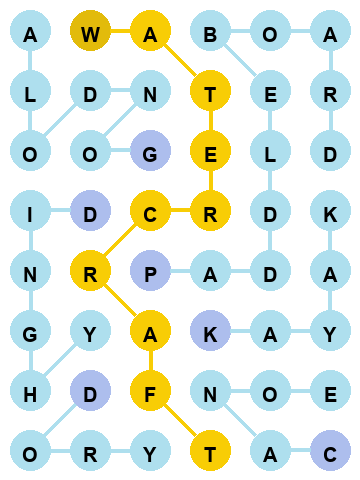 A W A B O A
L D N T E R
O O G E L D
I D C R D K
N R P A D A
G Y A K A Y
H D F N O E
O R Y T A C